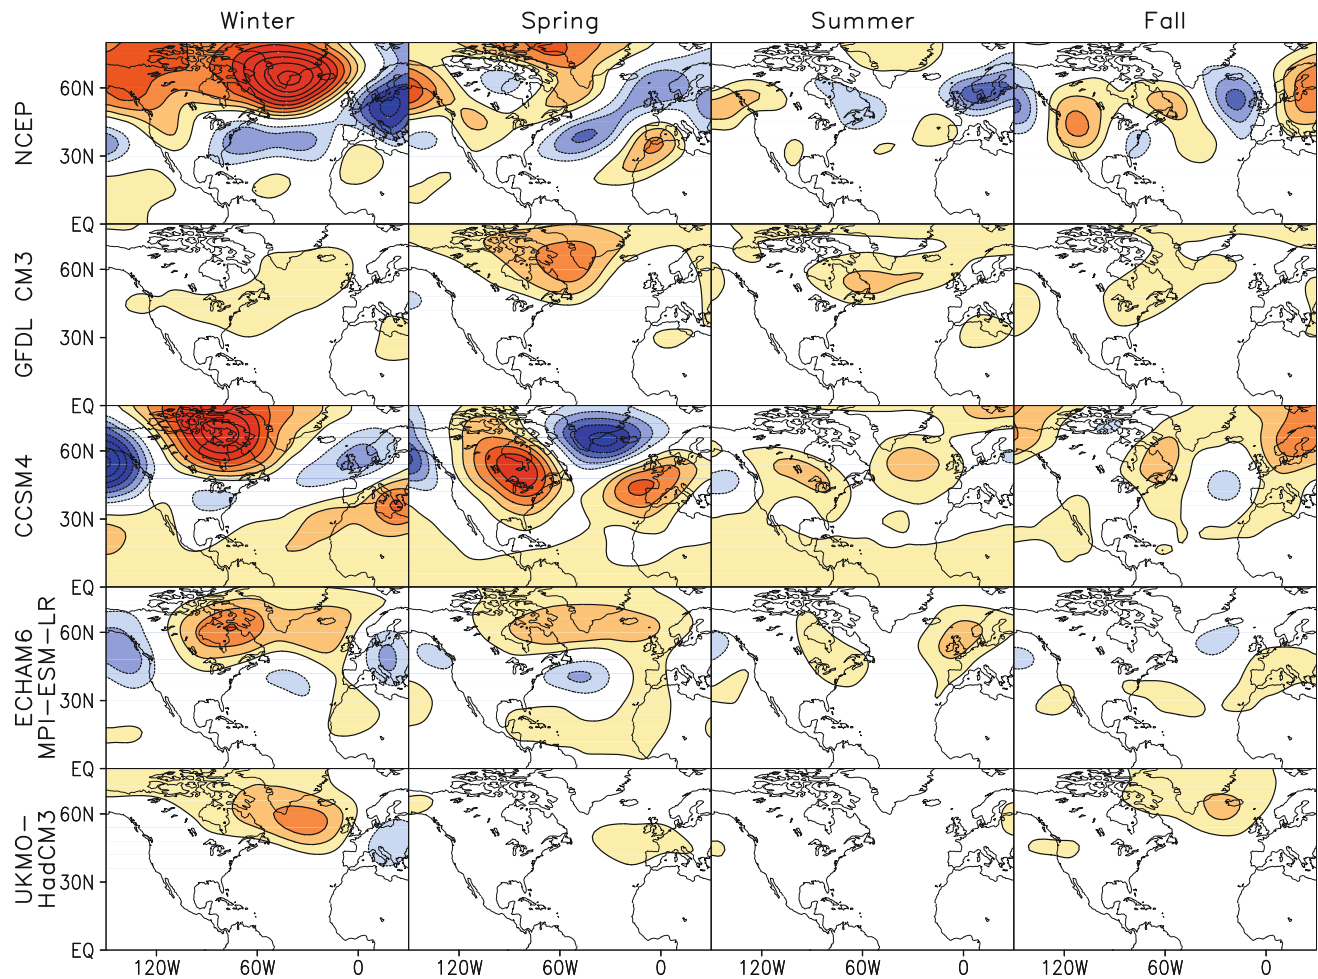 Winter Spring Summer Fall
NCEP
60N
30N
EQ
GFDL CM3
60N
30N
EQ
CCSM4
60N
30N
EQ
ECHAM6
MPI-ESM-LR
60N
30N
EQ
UKMO-
HadCM3
60N
30N
EQ
120W 60W 0 120W 60W 0 120W 60W 0 120W 60W 0